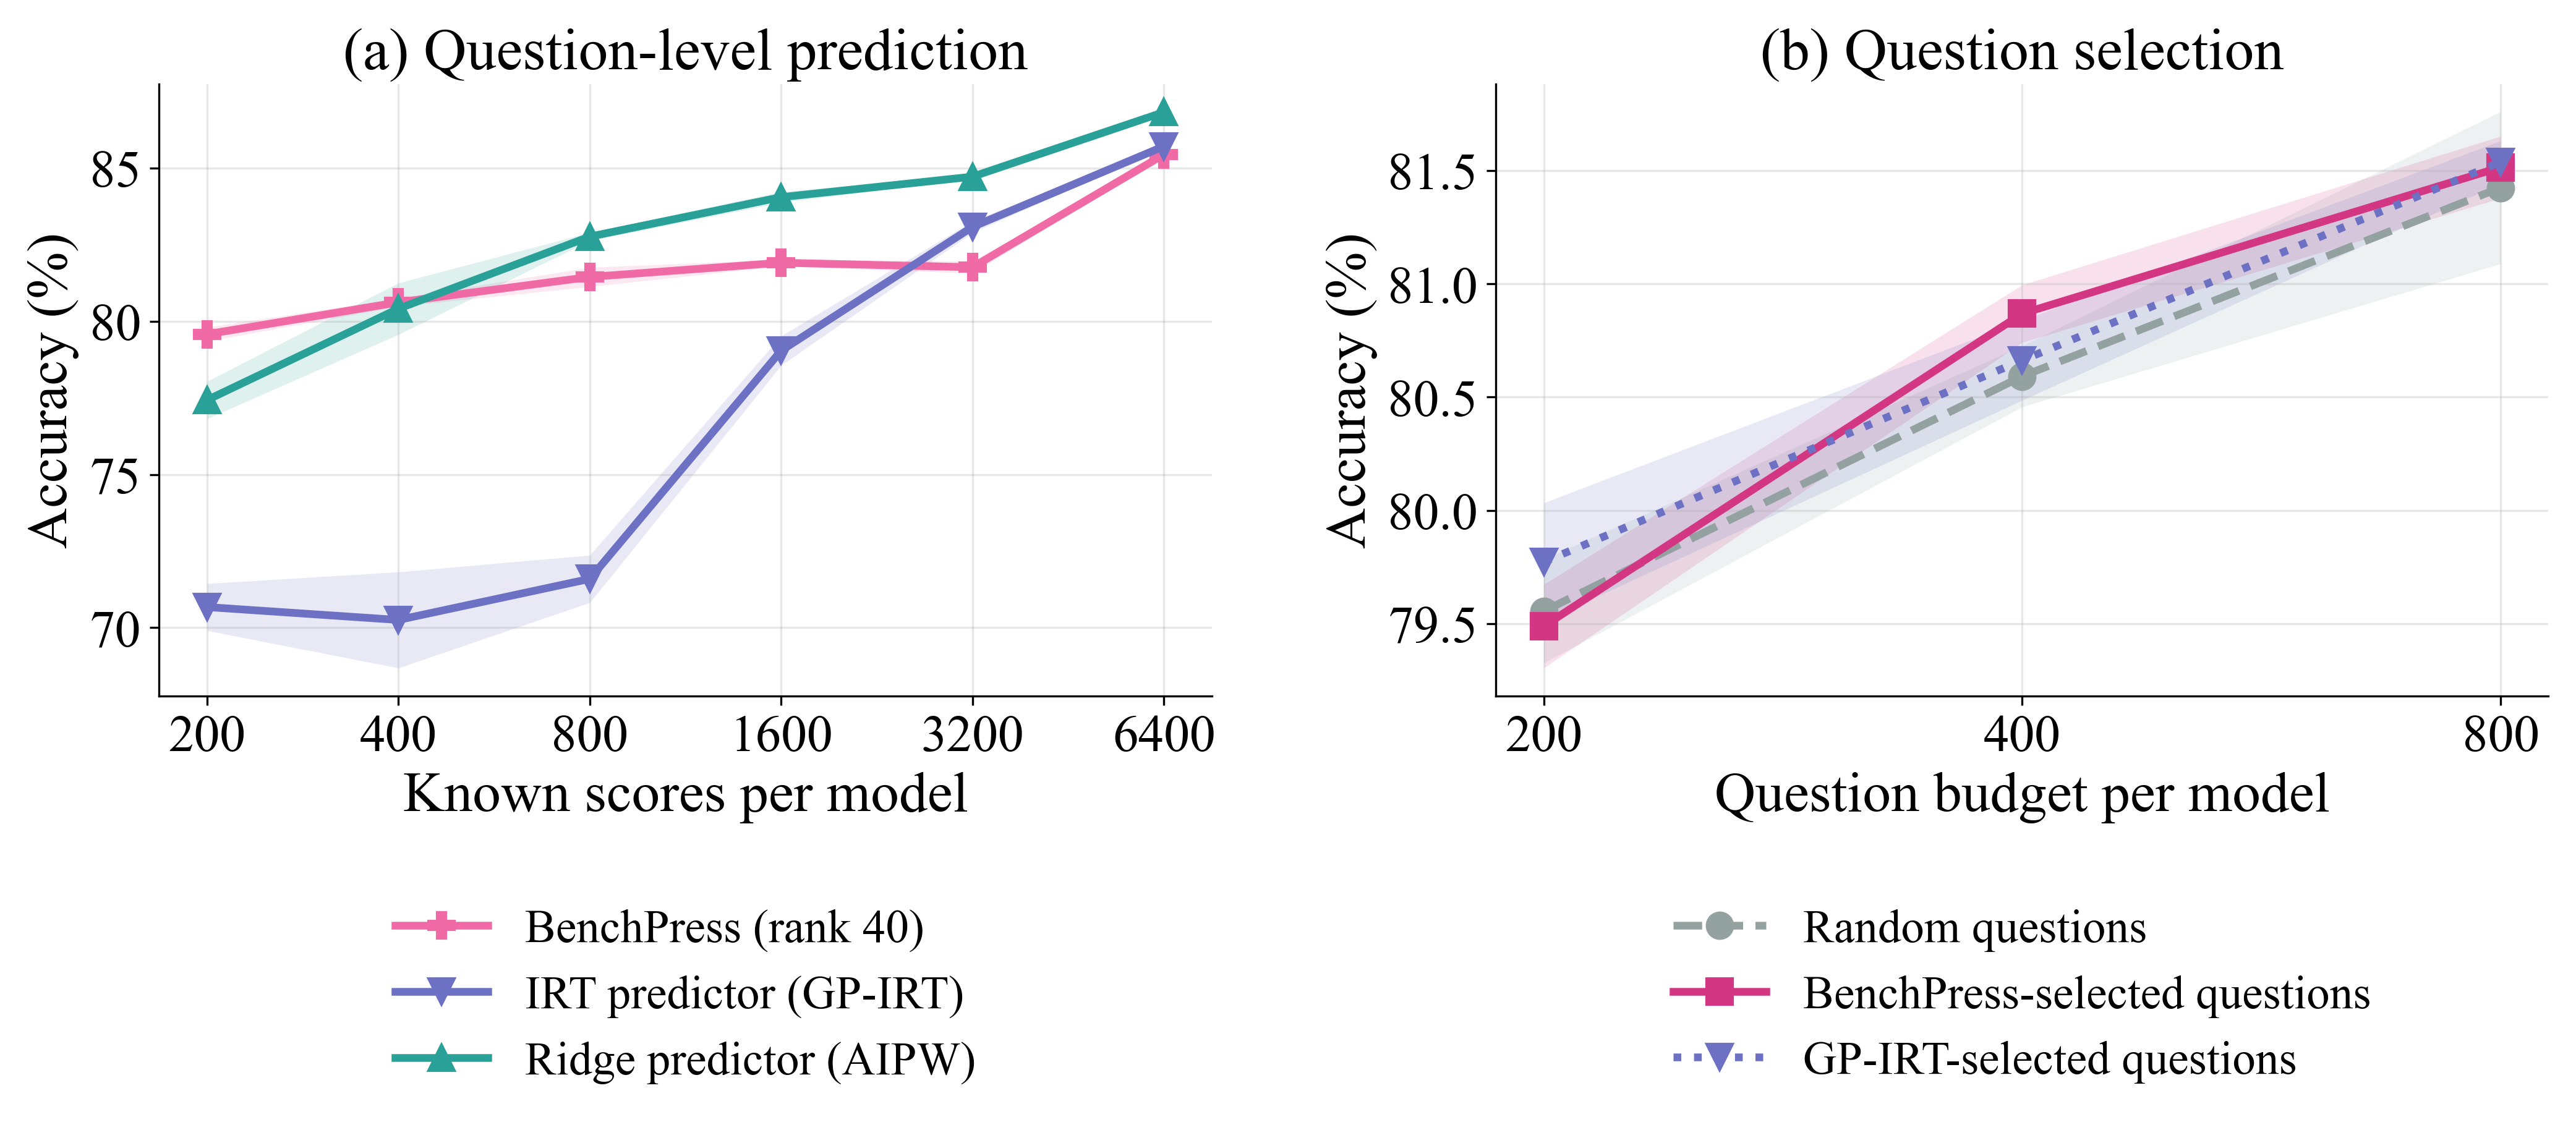 (a) Question-level prediction
85
80
75
70
Accuracy (%)
200 400 800 1600 3200 6400
Known scores per model
BenchPress (rank 40)
IRT predictor (GP-IRT)
Ridge predictor (AIPW)
(b) Question selection
81.5
81.0
80.5
80.0
79.5
Accuracy (%)
200 400 800
Question budget per model
Random questions
BenchPress-selected questions
GP-IRT-selected questions